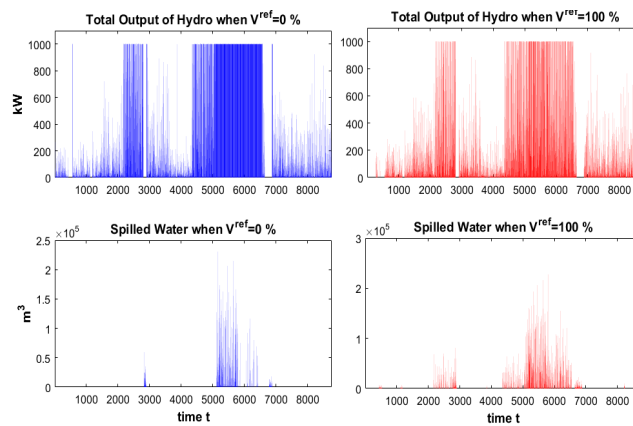 Total Output of Hydro when V^ref=0 %
1000
800
600
400
200
0
kW
1000 2000 3000 4000 5000 6000 7000 8000
Total Output of Hydro when V^ref=100 %
1000
800
600
400
200
0
1000 2000 3000 4000 5000 6000 7000 8000
Spilled Water when V^ref=0 %
×10^5
2.5
2
1.5
1
0.5
0
m^3
1000 2000 3000 4000 5000 6000 7000 8000
time t
Spilled Water when V^ref=100 %
×10^5
3
2
1
0
1000 2000 3000 4000 5000 6000 7000 8000
time t